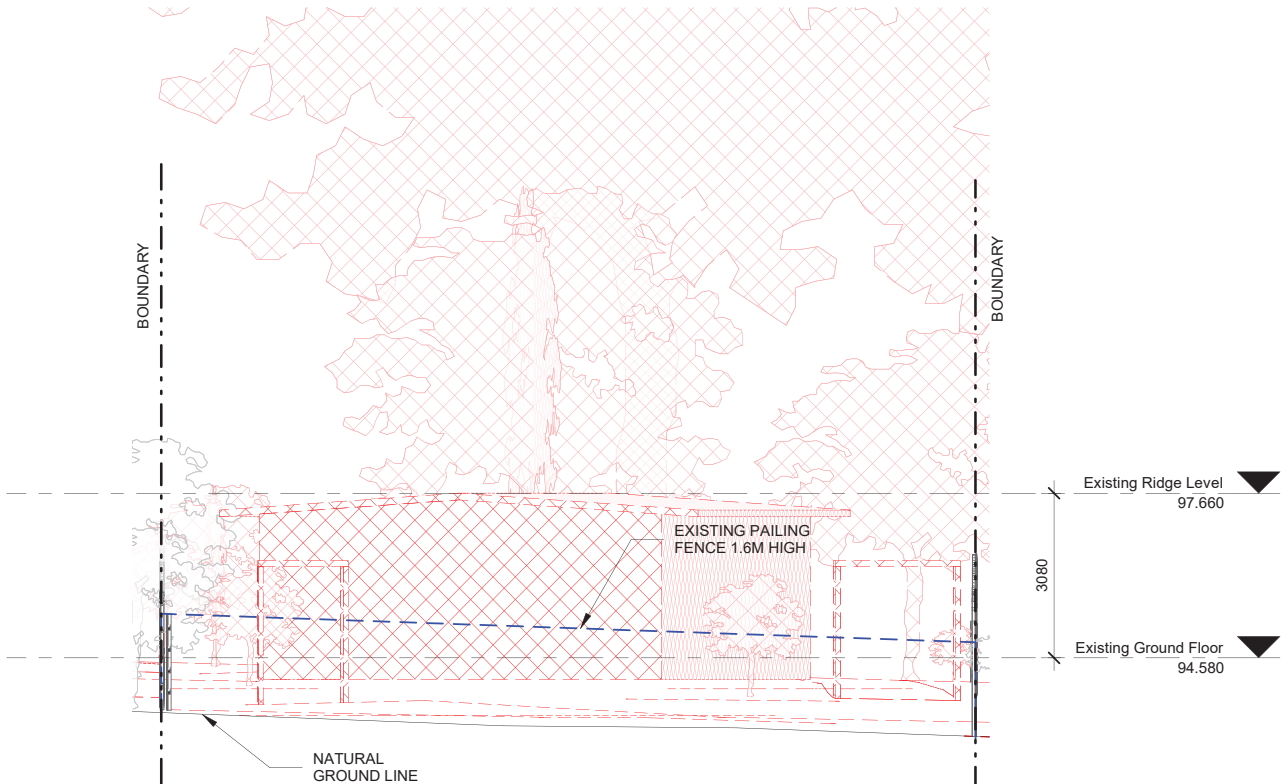 BOUNDARY
BOUNDARY
Existing Ridge Level
97.660
EXISTING PAILING
FENCE 1.6M HIGH
3080
Existing Ground Floor
94.580
NATURAL
GROUND LINE